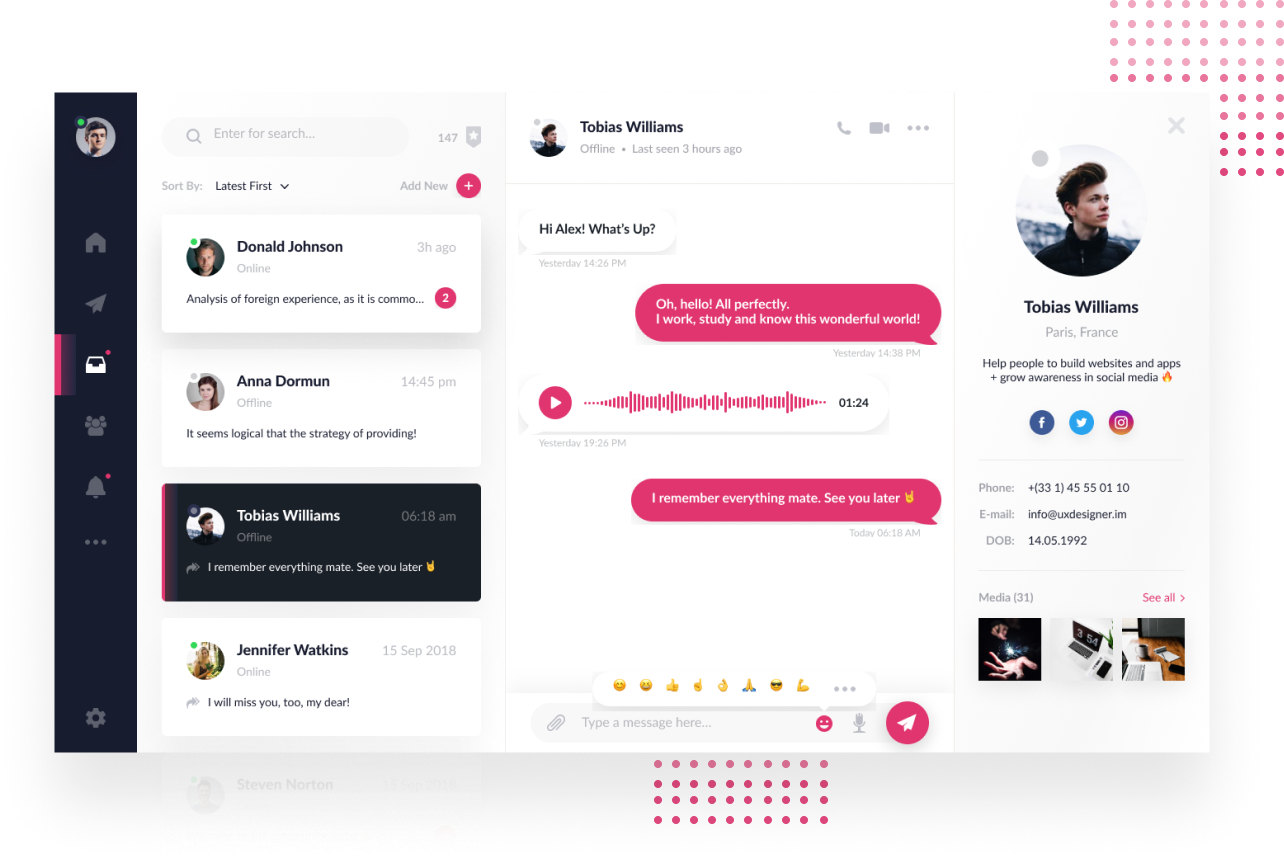 Enter for search...
147
Sort By: Latest First
Add New +
Donald Johnson 3h ago
Online
Analysis of foreign experience, as it is commo... 2
Anna Dormun 14:45 pm
Offline
It seems logical that the strategy of providing!
Tobias Williams 06:18 am
Offline
I remember everything mate. See you later 🤘
Jennifer Watkins 15 Sep 2018
Online
I will miss you, too, my dear!
Steven Norton 15 Sep 2018
Tobias Williams
Offline • Last seen 3 hours ago
Hi Alex! What's Up?
Yesterday 14:26 PM
Oh, hello! All perfectly.
I work, study and know this wonderful world!
Yesterday 14:38 PM
01:24
Yesterday 19:26 PM
I remember everything mate. See you later 🤘
Today 06:18 AM
😊 😄 👍 ☝️ 👌 🙏 😎 💪
Type a message here...
Tobias Williams
Paris, France
Help people to build websites and apps
+ grow awareness in social media 🔥
Phone: +(33 1) 45 55 01 10
E-mail: info@uxdesigner.im
DOB: 14.05.1992
Media (31) See all >
3 54